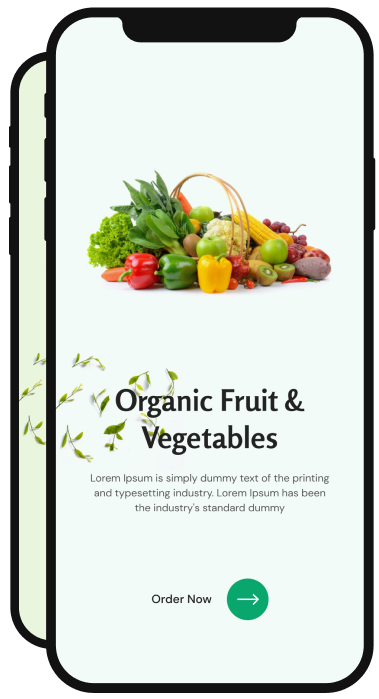 Organic Fruit &
Vegetables
Lorem Ipsum is simply dummy text of the printing
and typesetting industry. Lorem Ipsum has been
the industry's standard dummy
Order Now